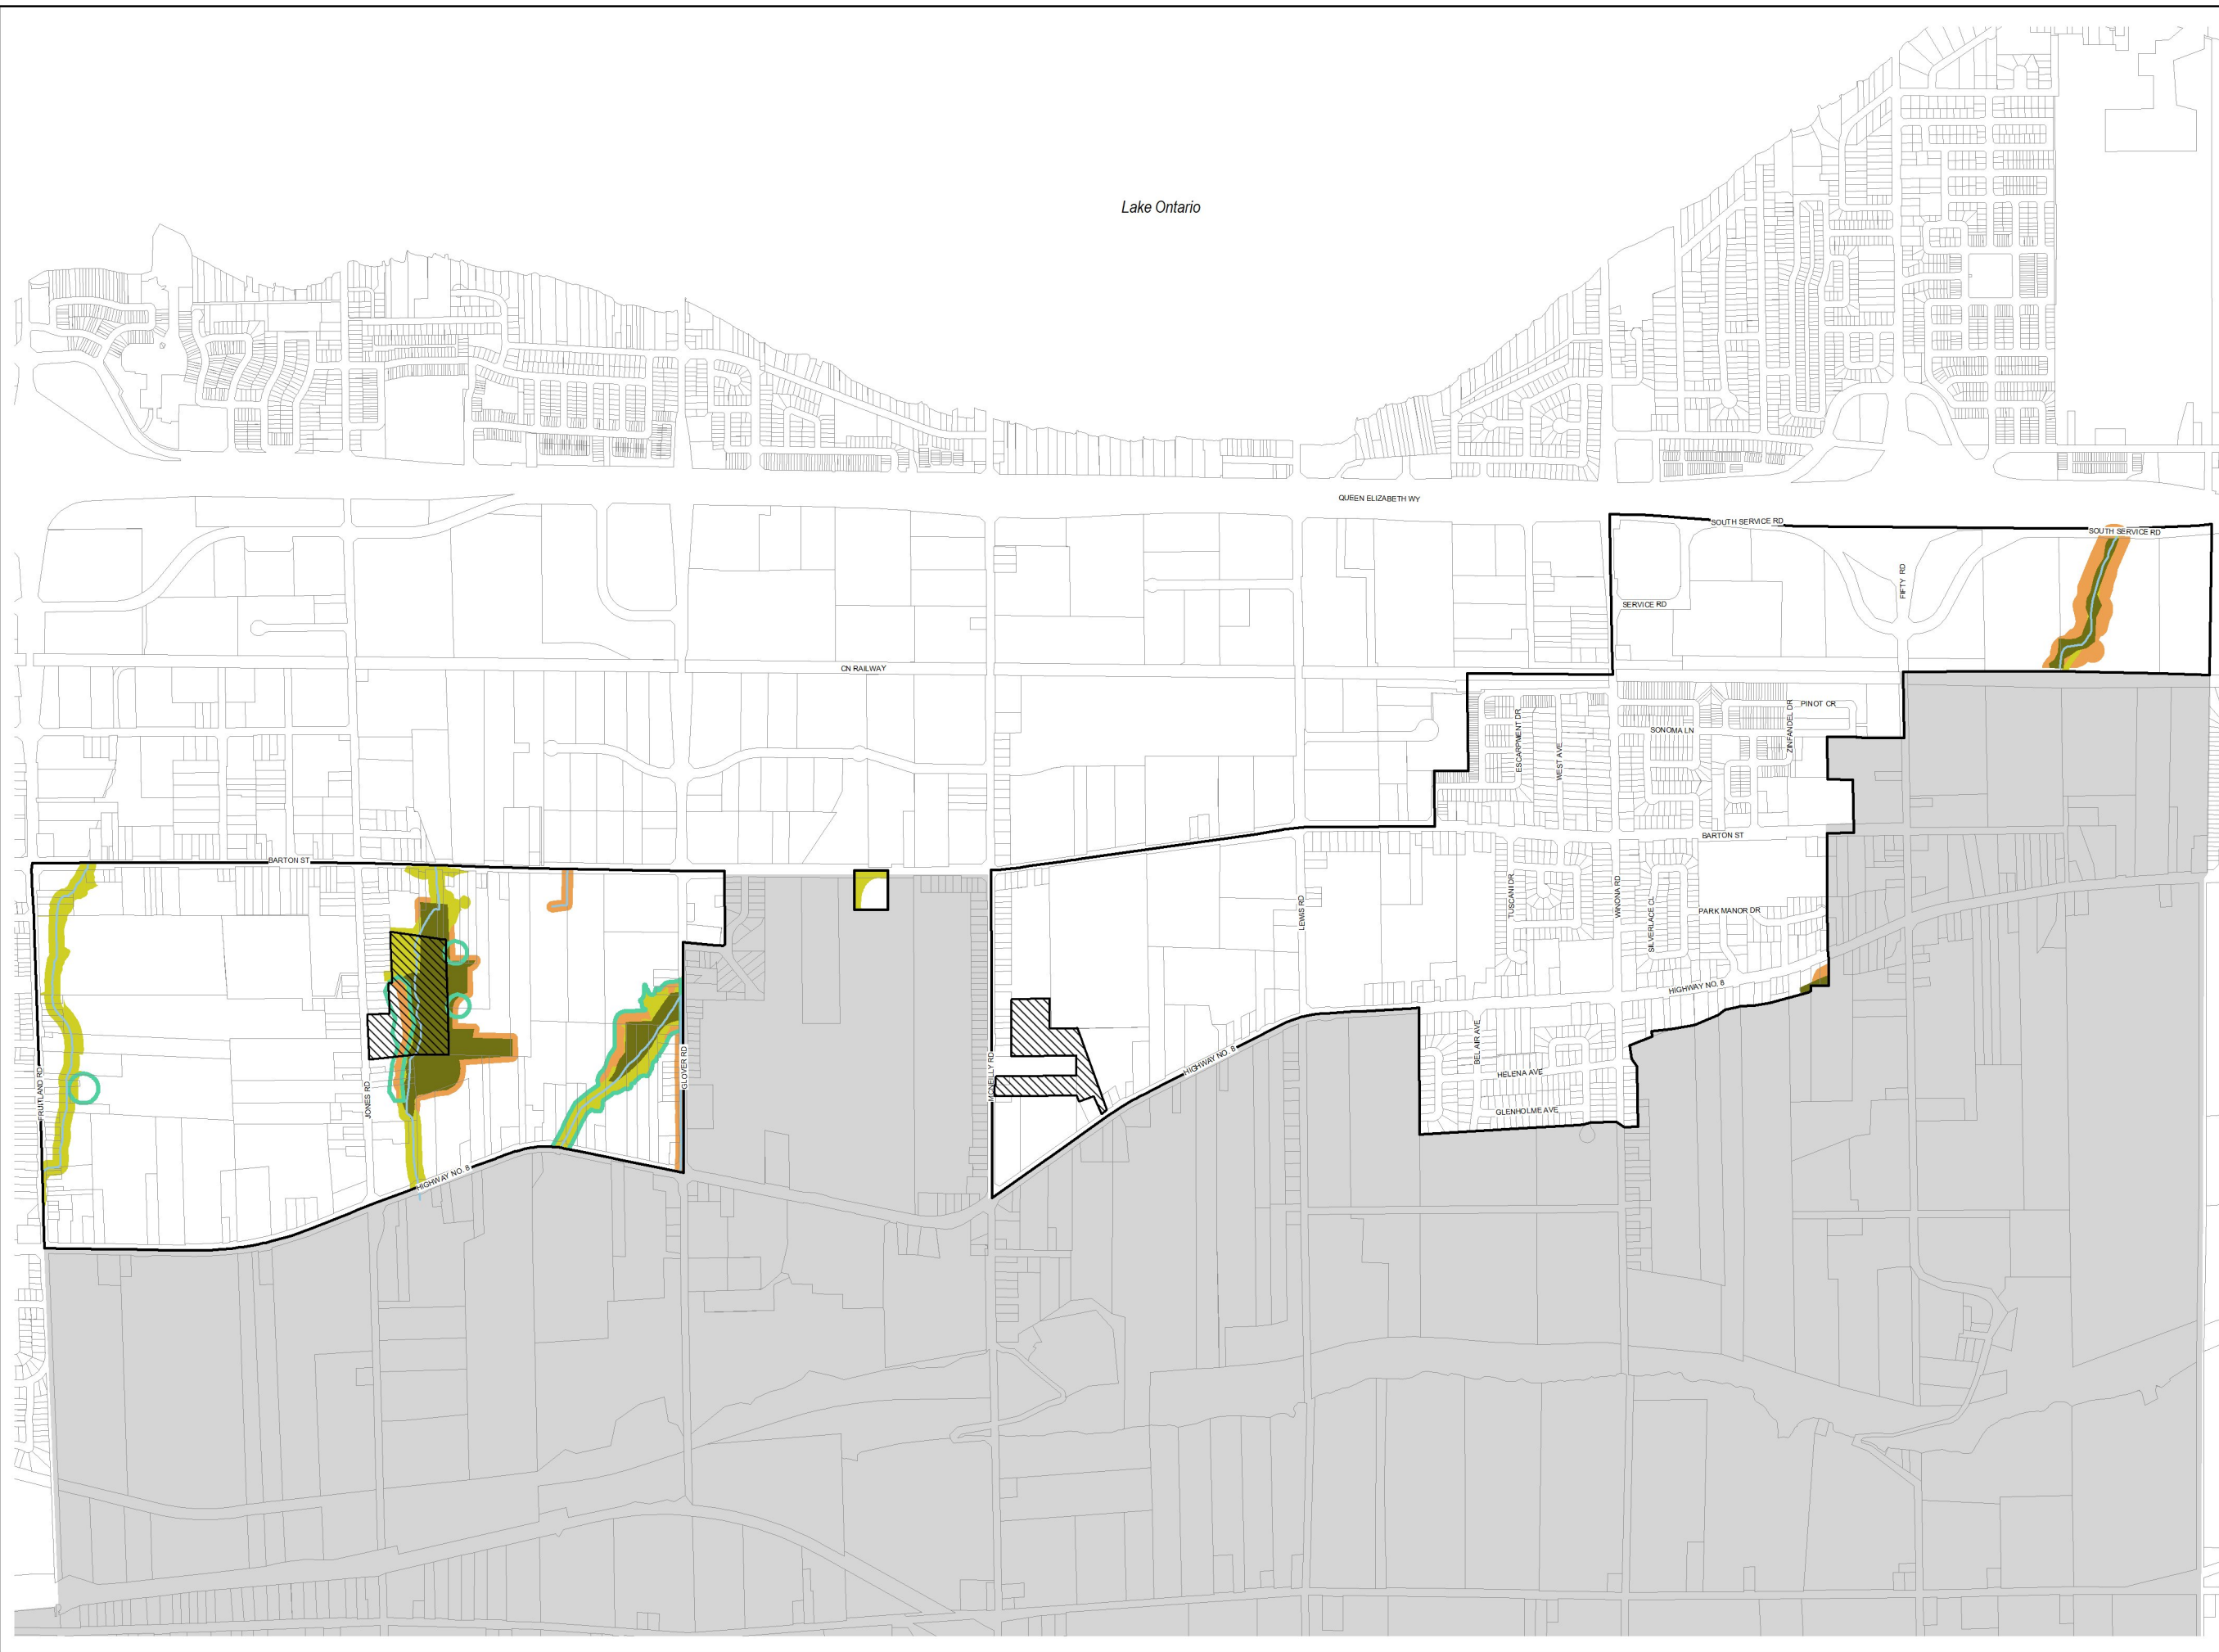 Lake Ontario
QUEEN ELIZABETH WY
SOUTH SERVICE RD
SOUTH SERVICE RD
FIFTY RD
SERVICE RD
CN RAILWAY
PINOT CR
ZINFANDEL DR
SONOMA LN
ESCARPMENT DR
WEST AVE
BARTON ST
BARTON ST
LEWIS RD
TUSCANI DR
WINONA RD
SILVERLACE CL
PARK MANOR DR
HIGHWAY NO. 8
BEL AIR AVE
HELENA AVE
GLENHOLME AVE
HIGHWAY NO. 8
MCNEILLY RD
GLOVER RD
JONES RD
FRUITLAND RD
HIGHWAY NO. 8